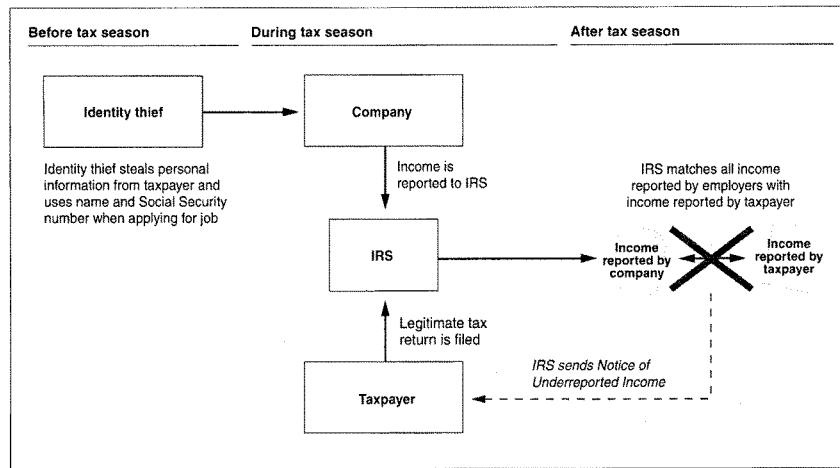 Before tax season
During tax season
After tax season
Identity thief
Company
Identity thief steals personal
information from taxpayer and
uses name and Social Security
number when applying for job
Income is
reported to IRS
IRS matches all income
reported by employers with
income reported by taxpayer
IRS
Income
reported by
company
Income
reported by
taxpayer
Legitimate tax
return is filed
IRS sends Notice of
Underreported Income
Taxpayer